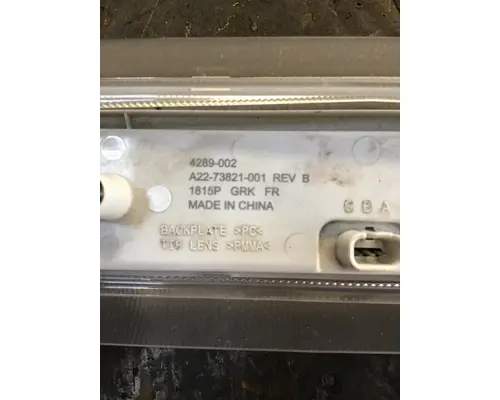 4289-002
A22-73821-001 REV B
1815P GRK FR
MADE IN CHINA
C B A
BACKPLATE >PC<
TIR LENS >PMMA<